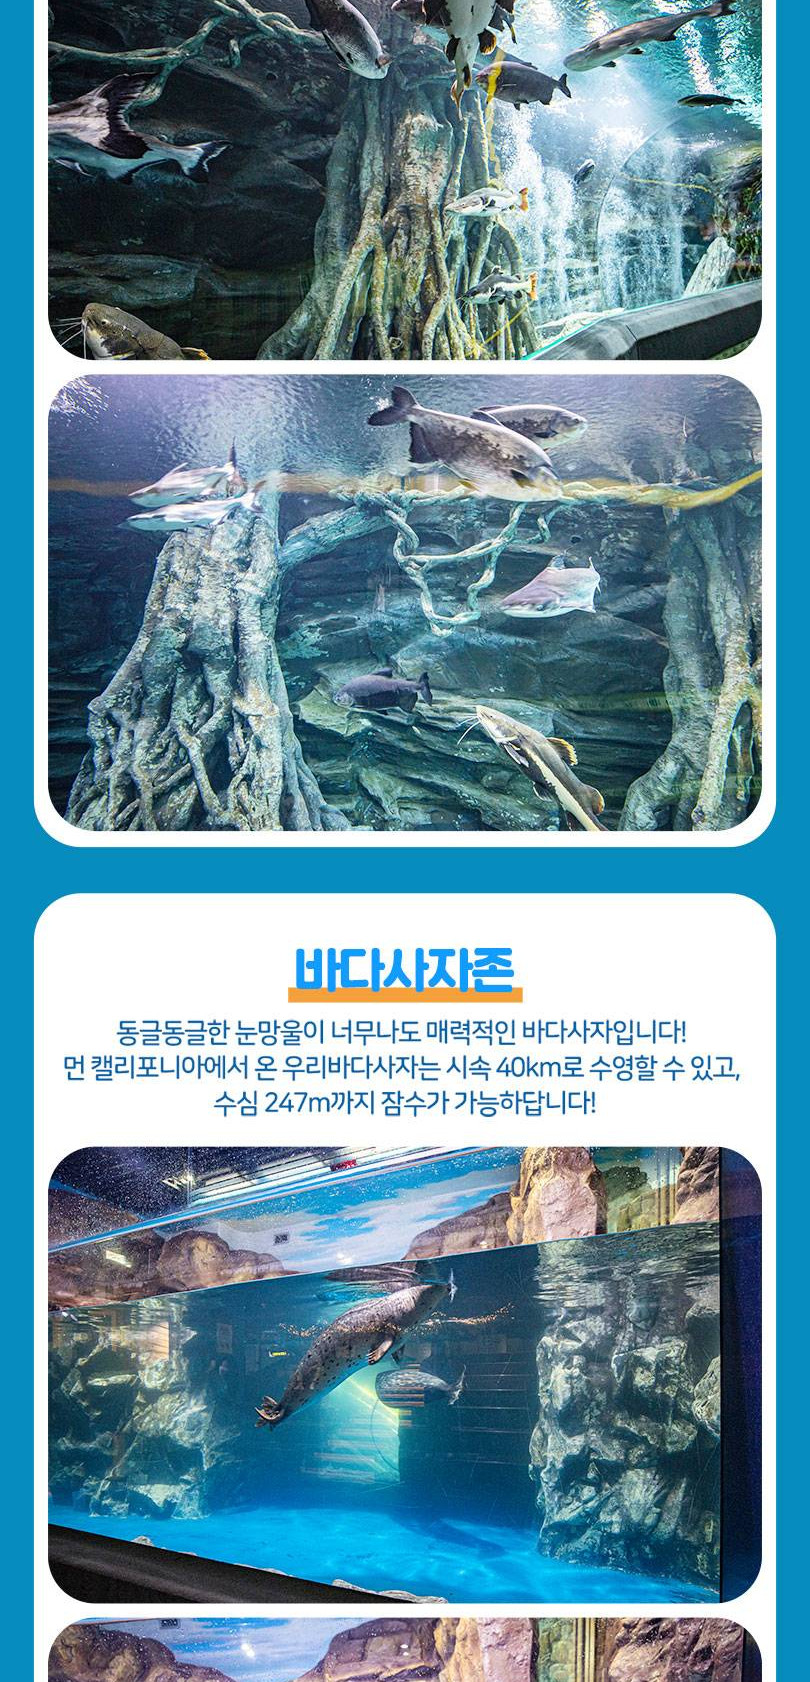 바다사자존
동글동글한 눈망울이 너무나도 매력적인 바다사자입니다!
먼 캘리포니아에서 온 우리바다사자는 시속 40km로 수영할 수 있고,
수심 247m까지 잠수가 가능하답니다!